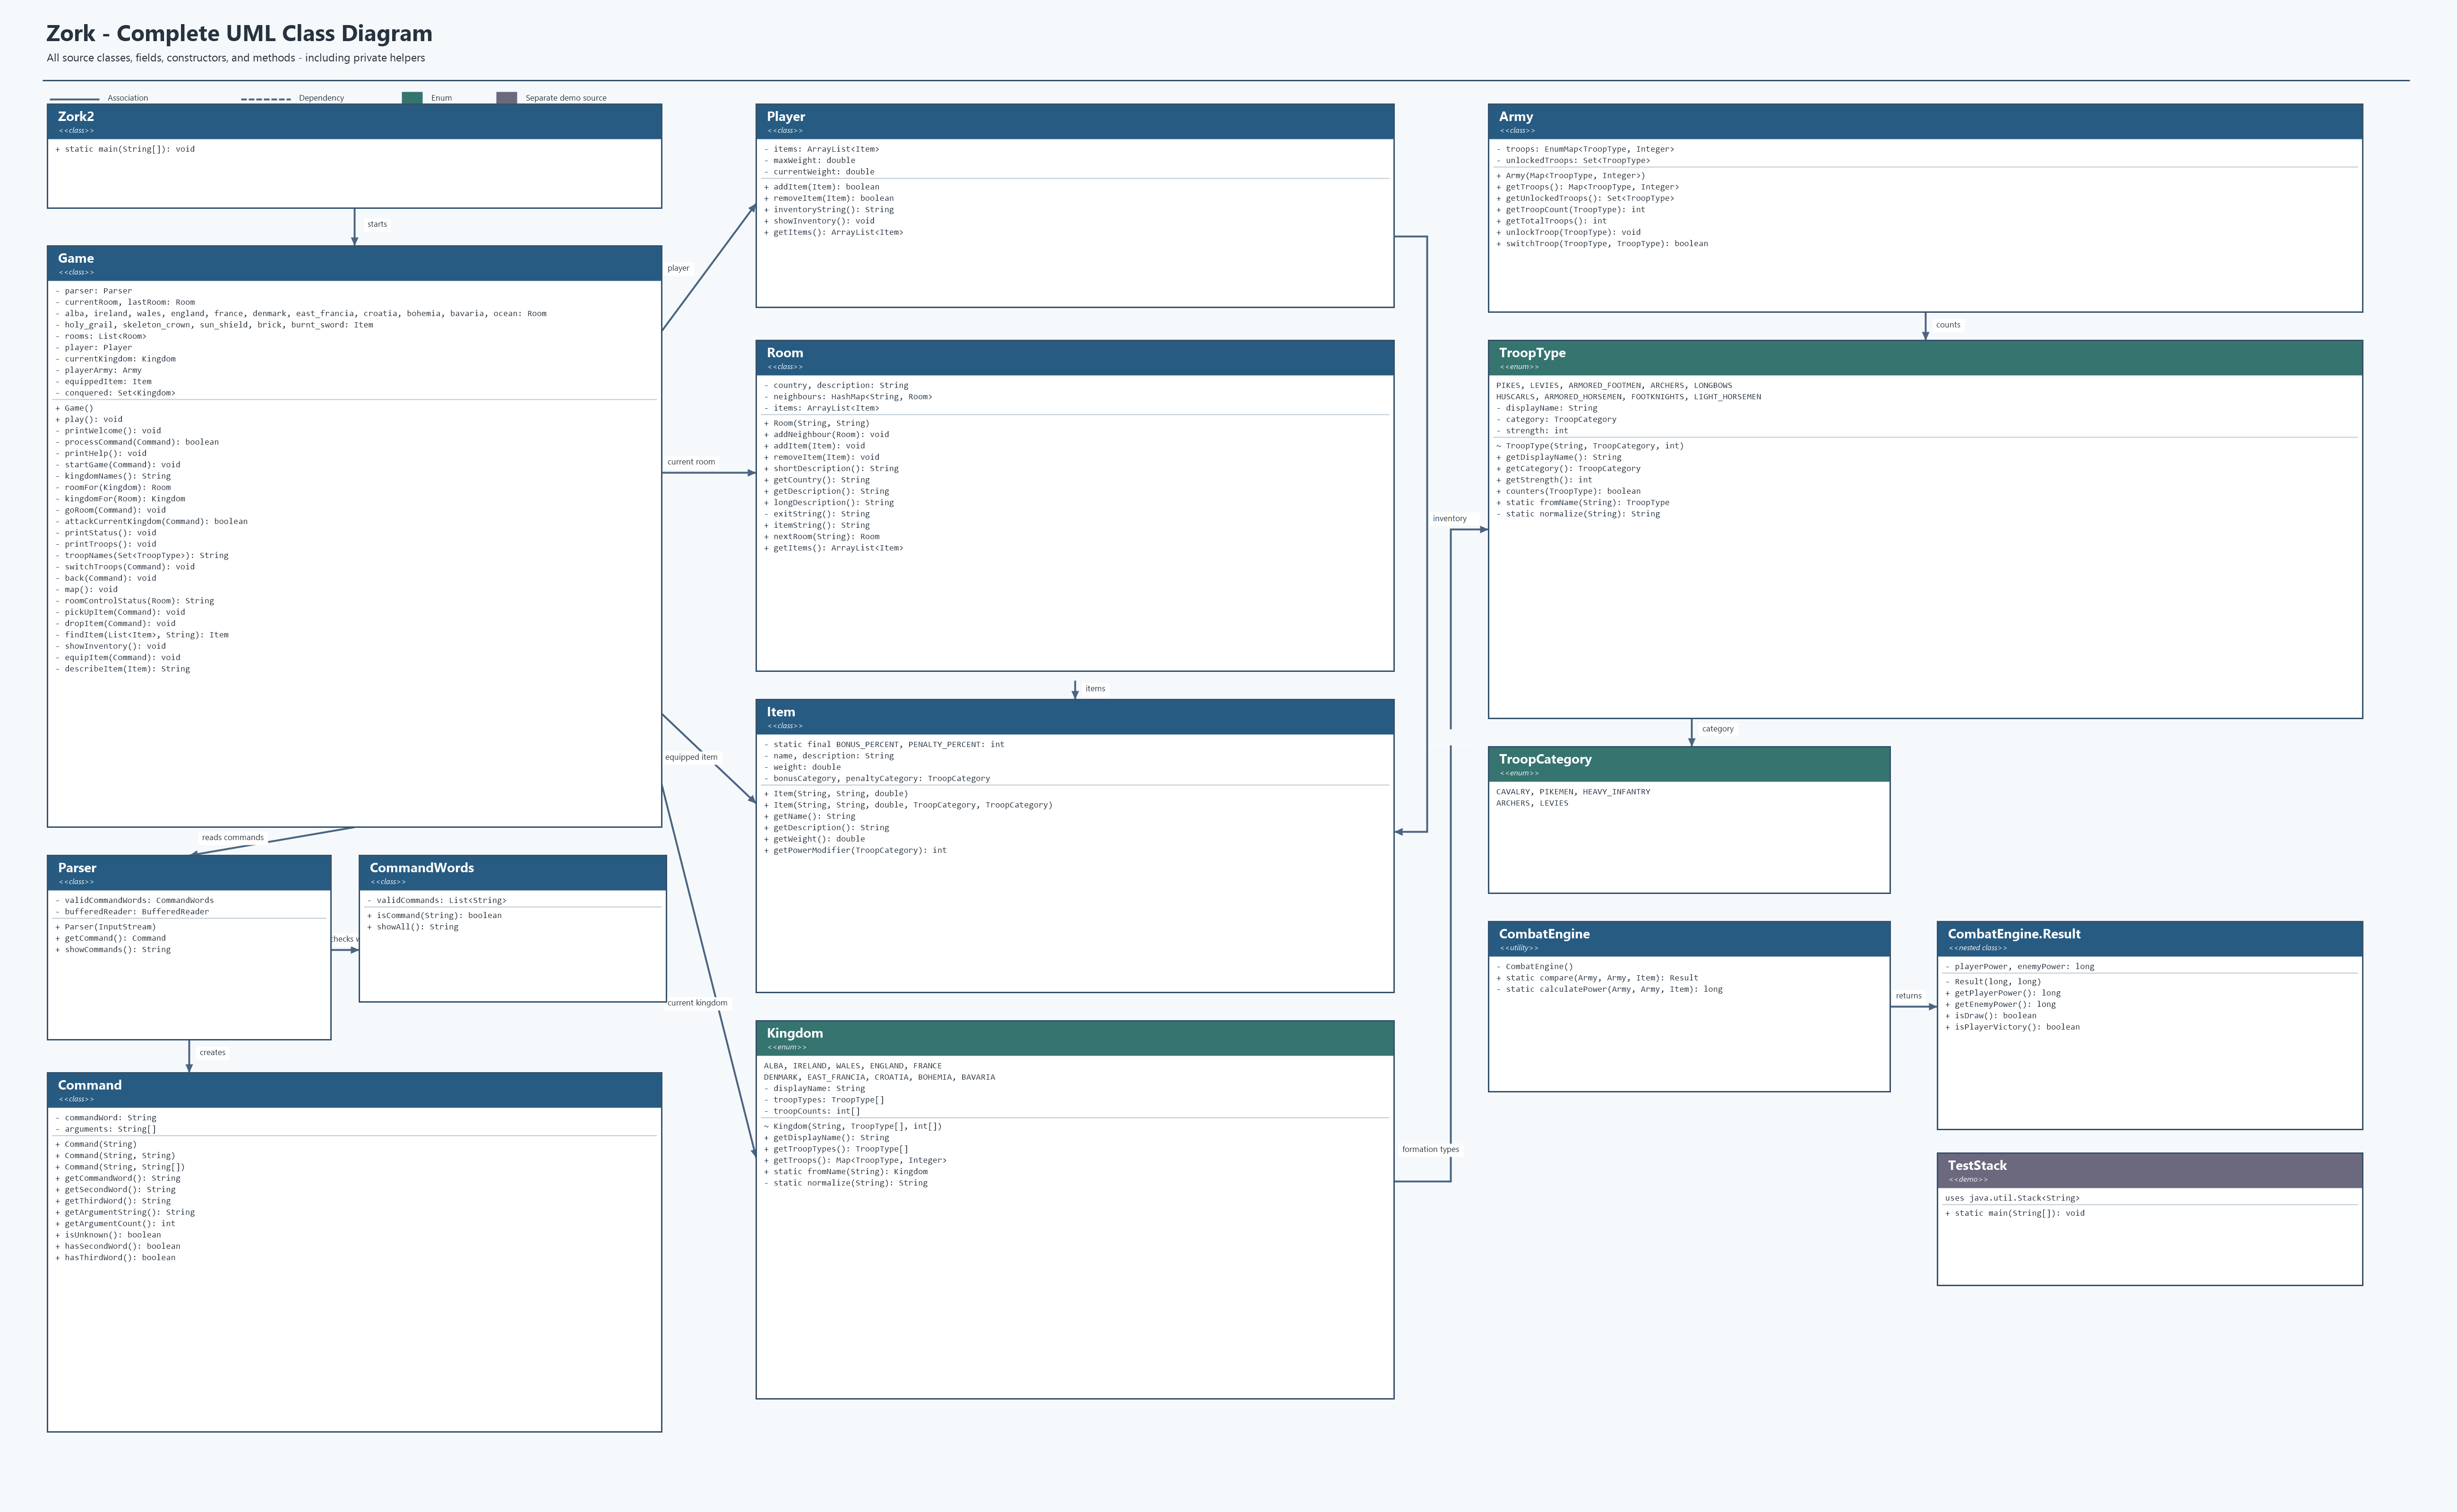 Zork - Complete UML Class Diagram
All source classes, fields, constructors, and methods - including private helpers
Association
Dependency
Enum
Separate demo source
Zork2
<<class>>
+ static main(String[]): void
starts
Game
<<class>>
- parser: Parser
- currentRoom, lastRoom: Room
- alba, ireland, wales, england, france, denmark, east_francia, croatia, bohemia, bavaria, ocean: Room
- holy_grail, skeleton_crown, sun_shield, brick, burnt_sword: Item
- rooms: List<Room>
- player: Player
- currentKingdom: Kingdom
- playerArmy: Army
- equippedItem: Item
- conquered: Set<Kingdom>
+ Game()
+ play(): void
- printWelcome(): void
- processCommand(Command): boolean
- printHelp(): void
- startGame(Command): void
- kingdomNames(): String
- roomFor(Kingdom): Room
- kingdomFor(Room): Kingdom
- goRoom(Command): void
- attackCurrentKingdom(Command): boolean
- printStatus(): void
- printTroops(): void
- troopNames(Set<TroopType>): String
- switchTroops(Command): void
- back(Command): void
- map(): void
- roomControlStatus(Room): String
- pickUpItem(Command): void
- dropItem(Command): void
- findItem(List<Item>, String): Item
- showInventory(): void
- equipItem(Command): void
- describeItem(Item): String
reads commands
Parser
<<class>>
- validCommandWords: CommandWords
- bufferedReader: BufferedReader
+ Parser(InputStream)
+ getCommand(): Command
+ showCommands(): String
checks w
CommandWords
<<class>>
- validCommands: List<String>
+ isCommand(String): boolean
+ showAll(): String
creates
Command
<<class>>
- commandWord: String
- arguments: String[]
+ Command(String)
+ Command(String, String)
+ Command(String, String[])
+ getCommandWord(): String
+ getSecondWord(): String
+ getThirdWord(): String
+ getArgumentString(): String
+ getArgumentCount(): int
+ isUnknown(): boolean
+ hasSecondWord(): boolean
+ hasThirdWord(): boolean
player
current room
equipped item
current kingdom
Player
<<class>>
- items: ArrayList<Item>
- maxWeight: double
- currentWeight: double
+ addItem(Item): boolean
+ removeItem(Item): boolean
+ inventoryString(): String
+ showInventory(): void
+ getItems(): ArrayList<Item>
Room
<<class>>
- country, description: String
- neighbours: HashMap<String, Room>
- items: ArrayList<Item>
+ Room(String, String)
+ addNeighbour(Room): void
+ addItem(Item): void
+ removeItem(Item): void
+ shortDescription(): String
+ getCountry(): String
+ getDescription(): String
+ longDescription(): String
- exitString(): String
+ itemString(): String
+ nextRoom(String): Room
+ getItems(): ArrayList<Item>
items
Item
<<class>>
- static final BONUS_PERCENT, PENALTY_PERCENT: int
- name, description: String
- weight: double
- bonusCategory, penaltyCategory: TroopCategory
+ Item(String, String, double)
+ Item(String, String, double, TroopCategory, TroopCategory)
+ getName(): String
+ getDescription(): String
+ getWeight(): double
+ getPowerModifier(TroopCategory): int
Kingdom
<<enum>>
ALBA, IRELAND, WALES, ENGLAND, FRANCE
DENMARK, EAST_FRANCIA, CROATIA, BOHEMIA, BAVARIA
- displayName: String
- troopTypes: TroopType[]
- troopCounts: int[]
~ Kingdom(String, TroopType[], int[])
+ getDisplayName(): String
+ getTroopTypes(): TroopType[]
+ getTroops(): Map<TroopType, Integer>
+ static fromName(String): Kingdom
- static normalize(String): String
inventory
formation types
Army
<<class>>
- troops: EnumMap<TroopType, Integer>
- unlockedTroops: Set<TroopType>
+ Army(Map<TroopType, Integer>)
+ getTroops(): Map<TroopType, Integer>
+ getUnlockedTroops(): Set<TroopType>
+ getTroopCount(TroopType): int
+ getTotalTroops(): int
+ unlockTroop(TroopType): void
+ switchTroop(TroopType, TroopType): boolean
counts
TroopType
<<enum>>
PIKES, LEVIES, ARMORED_FOOTMEN, ARCHERS, LONGBOWS
HUSCARLS, ARMORED_HORSEMEN, FOOTKNIGHTS, LIGHT_HORSEMEN
- displayName: String
- category: TroopCategory
- strength: int
~ TroopType(String, TroopCategory, int)
+ getDisplayName(): String
+ getCategory(): TroopCategory
+ getStrength(): int
+ counters(TroopType): boolean
+ static fromName(String): TroopType
- static normalize(String): String
category
TroopCategory
<<enum>>
CAVALRY, PIKEMEN, HEAVY_INFANTRY
ARCHERS, LEVIES
CombatEngine
<<utility>>
- CombatEngine()
+ static compare(Army, Army, Item): Result
- static calculatePower(Army, Army, Item): long
returns
CombatEngine.Result
<<nested class>>
- playerPower, enemyPower: long
- Result(long, long)
+ getPlayerPower(): long
+ getEnemyPower(): long
+ isDraw(): boolean
+ isPlayerVictory(): boolean
TestStack
<<demo>>
uses java.util.Stack<String>
+ static main(String[]): void